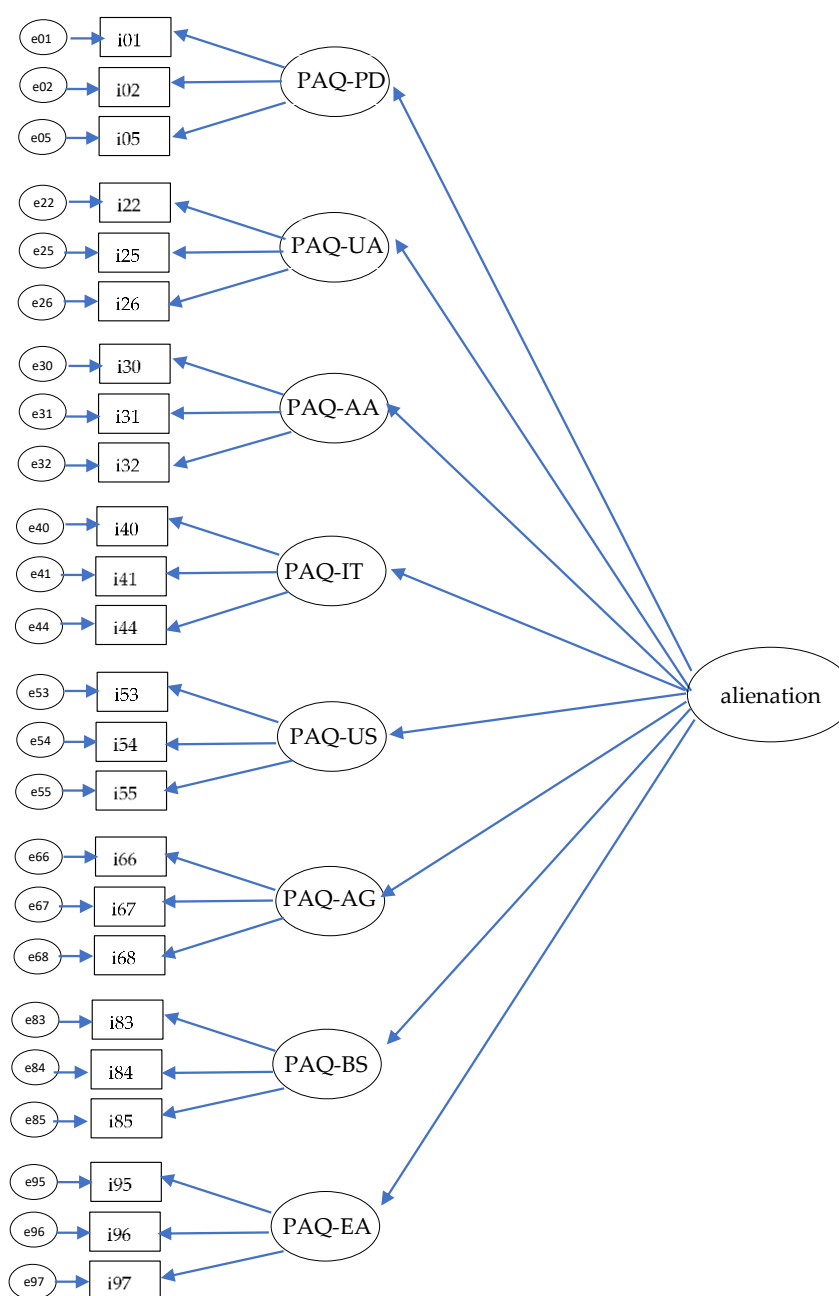 e01 i01
PAQ-PD
e02 i02
e05 i05
e22 i22
PAQ-UA
e25 i25
e26 i26
e30 i30
PAQ-AA
e31 i31
e32 i32
e40 i40
PAQ-IT
e41 i41
e44 i44
e53 i53
alienation
PAQ-US
e54 i54
e55 i55
e66 i66
PAQ-AG
e67 i67
e68 i68
e83 i83
PAQ-BS
e84 i84
e85 i85
e95 i95
PAQ-EA
e96 i96
e97 i97